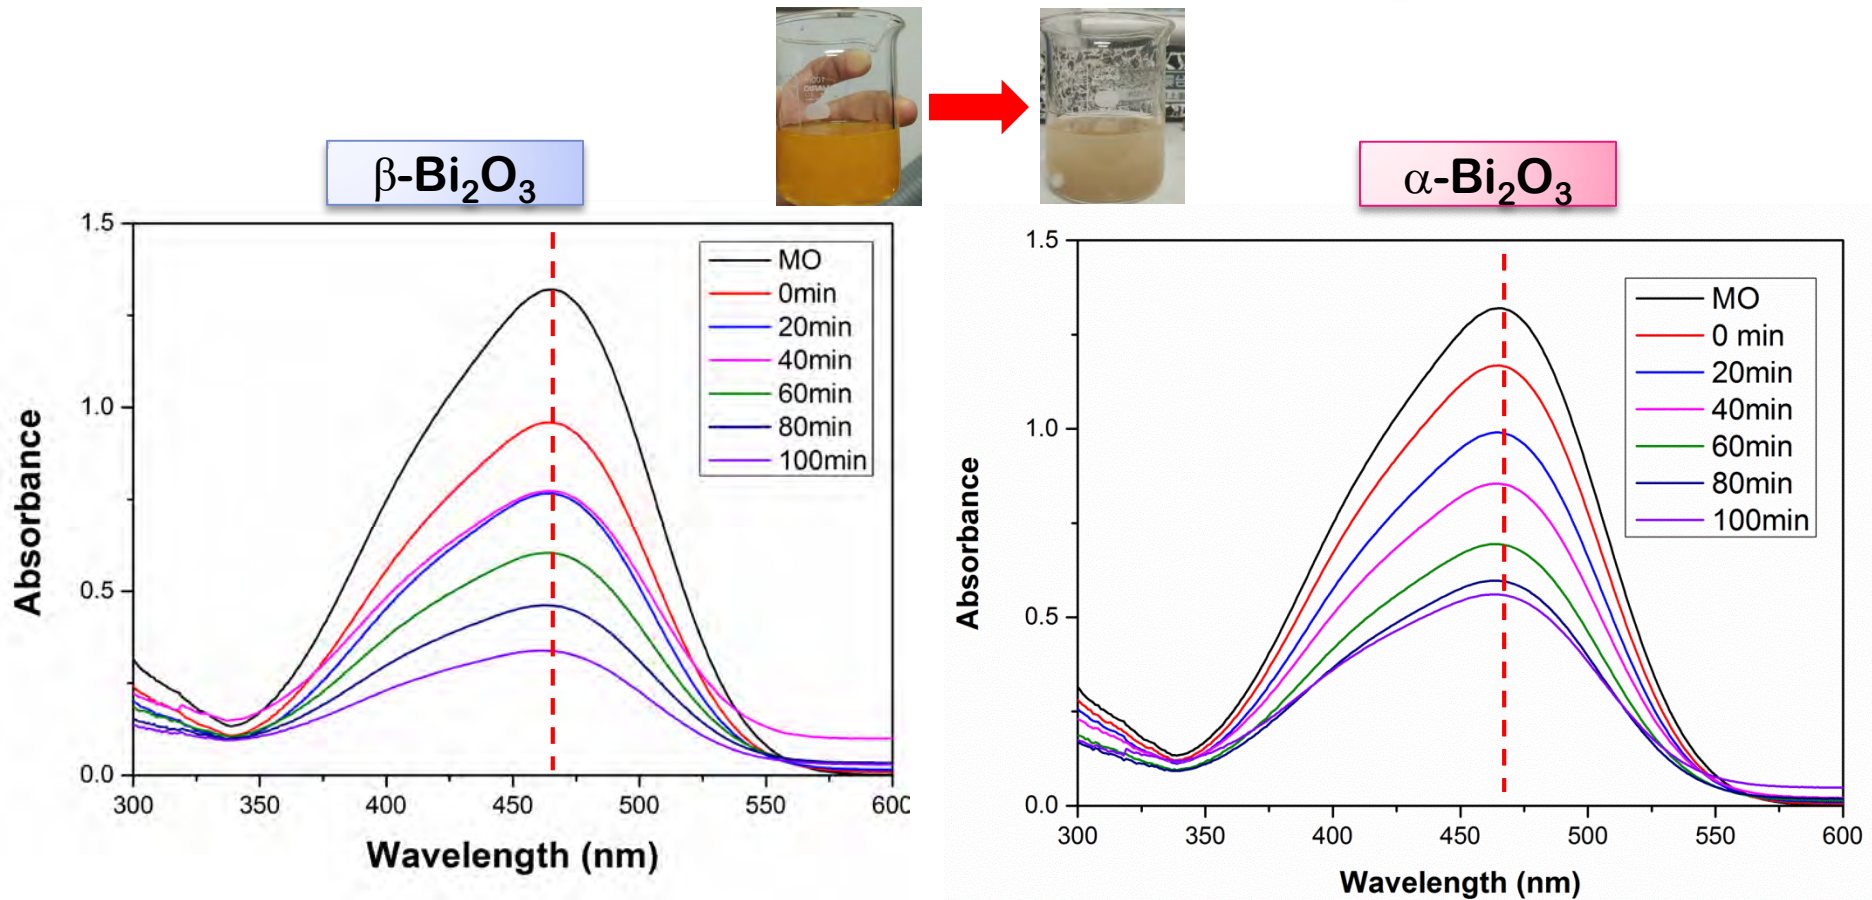 β-Bi₂O₃
α-Bi₂O₃
1.5
1.0
0.5
0.0
300
350
400
450
500
550
600
Absorbance
Wavelength (nm)
MO
0min
20min
40min
60min
80min
100min
1.5
1.0
0.5
0.0
300
350
400
450
500
550
600
Absorbance
Wavelength (nm)
MO
0 min
20min
40min
60min
80min
100min